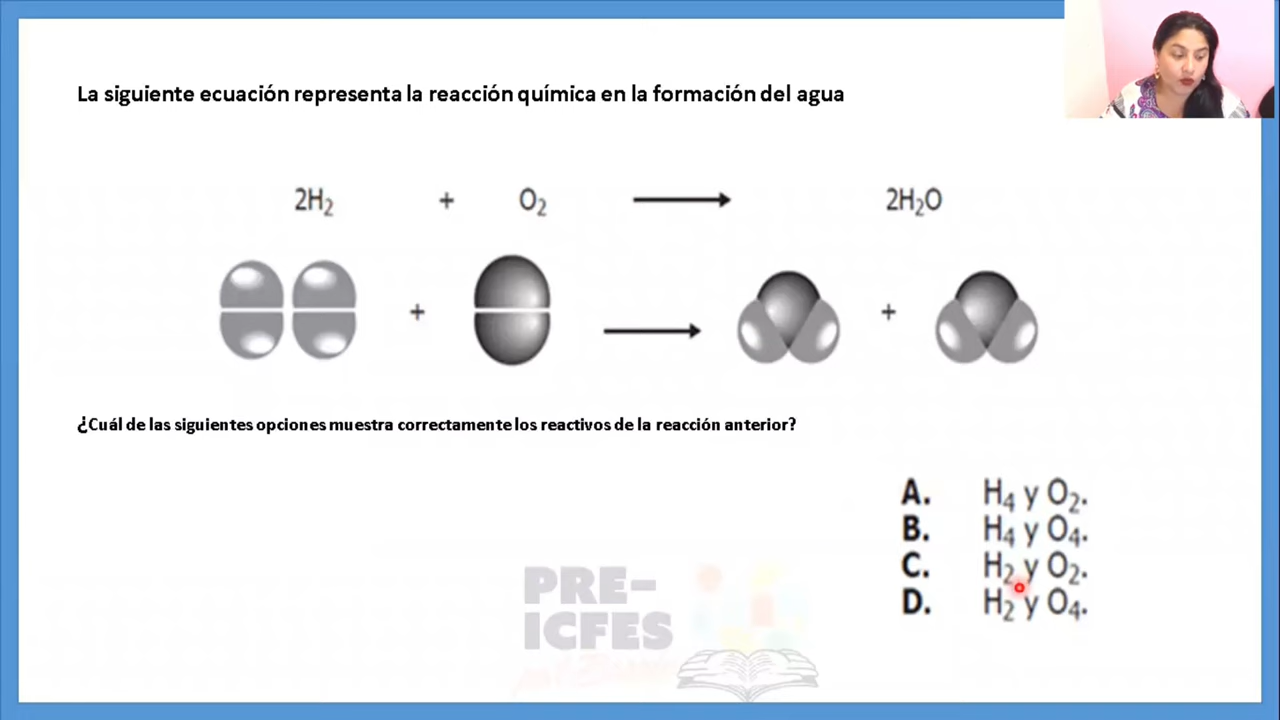 La siguiente ecuación representa la reacción química en la formación del agua
2H₂ + O₂ 2H₂O
+ +
¿Cuál de las siguientes opciones muestra correctamente los reactivos de la reacción anterior?
A. H₄ y O₂.
B. H₄ y O₄.
C. H₂ y O₂.
D. H₂ y O₄.
PRE-
ICFES